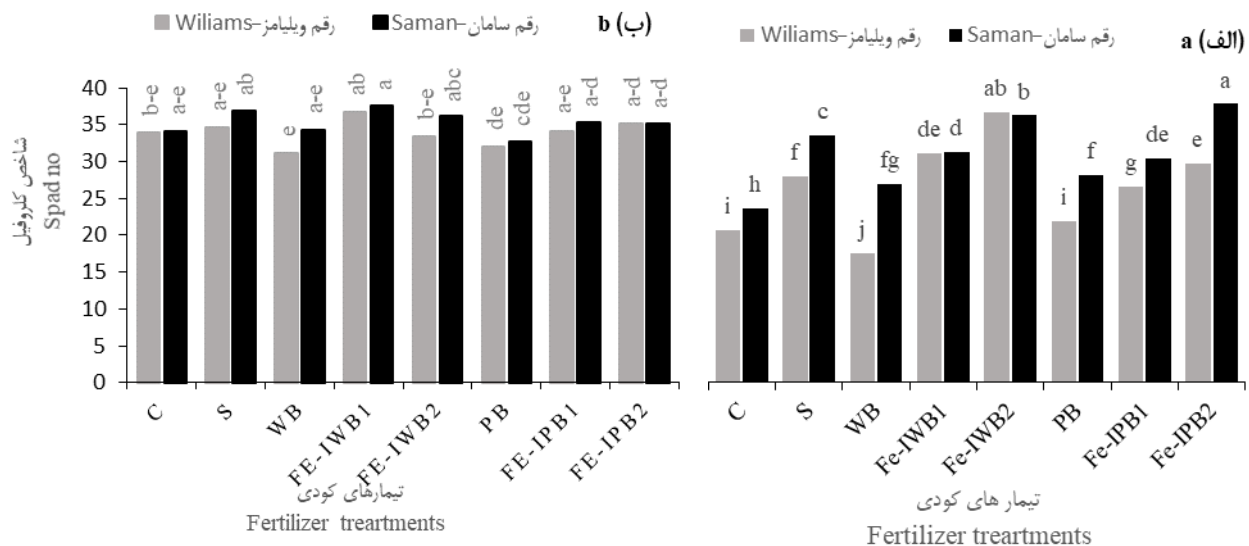 Wiliams-رقم ویلیامز Saman-رقم سامان b (ب)
b-e a-e a-e ab e a-e ab a b-e abc de cde a-e a-d a-d a-d
40
35
30
25
20
15
10
5
0
شاخص کلروفیل
Spad no
C S WB FE-IWB1 FE-IWB2 PB FE-IPB1 FE-IPB2
تیمارهای کودی
Fertilizer treartments
Wiliams-رقم ویلیامز Saman-رقم سامان a (الف)
i h f c j fg de d ab b i f g de e a
C S WB Fe-IWB1 Fe-IWB2 PB Fe-IPB1 Fe-IPB2
تیمار های کودی
Fertilizer treartments